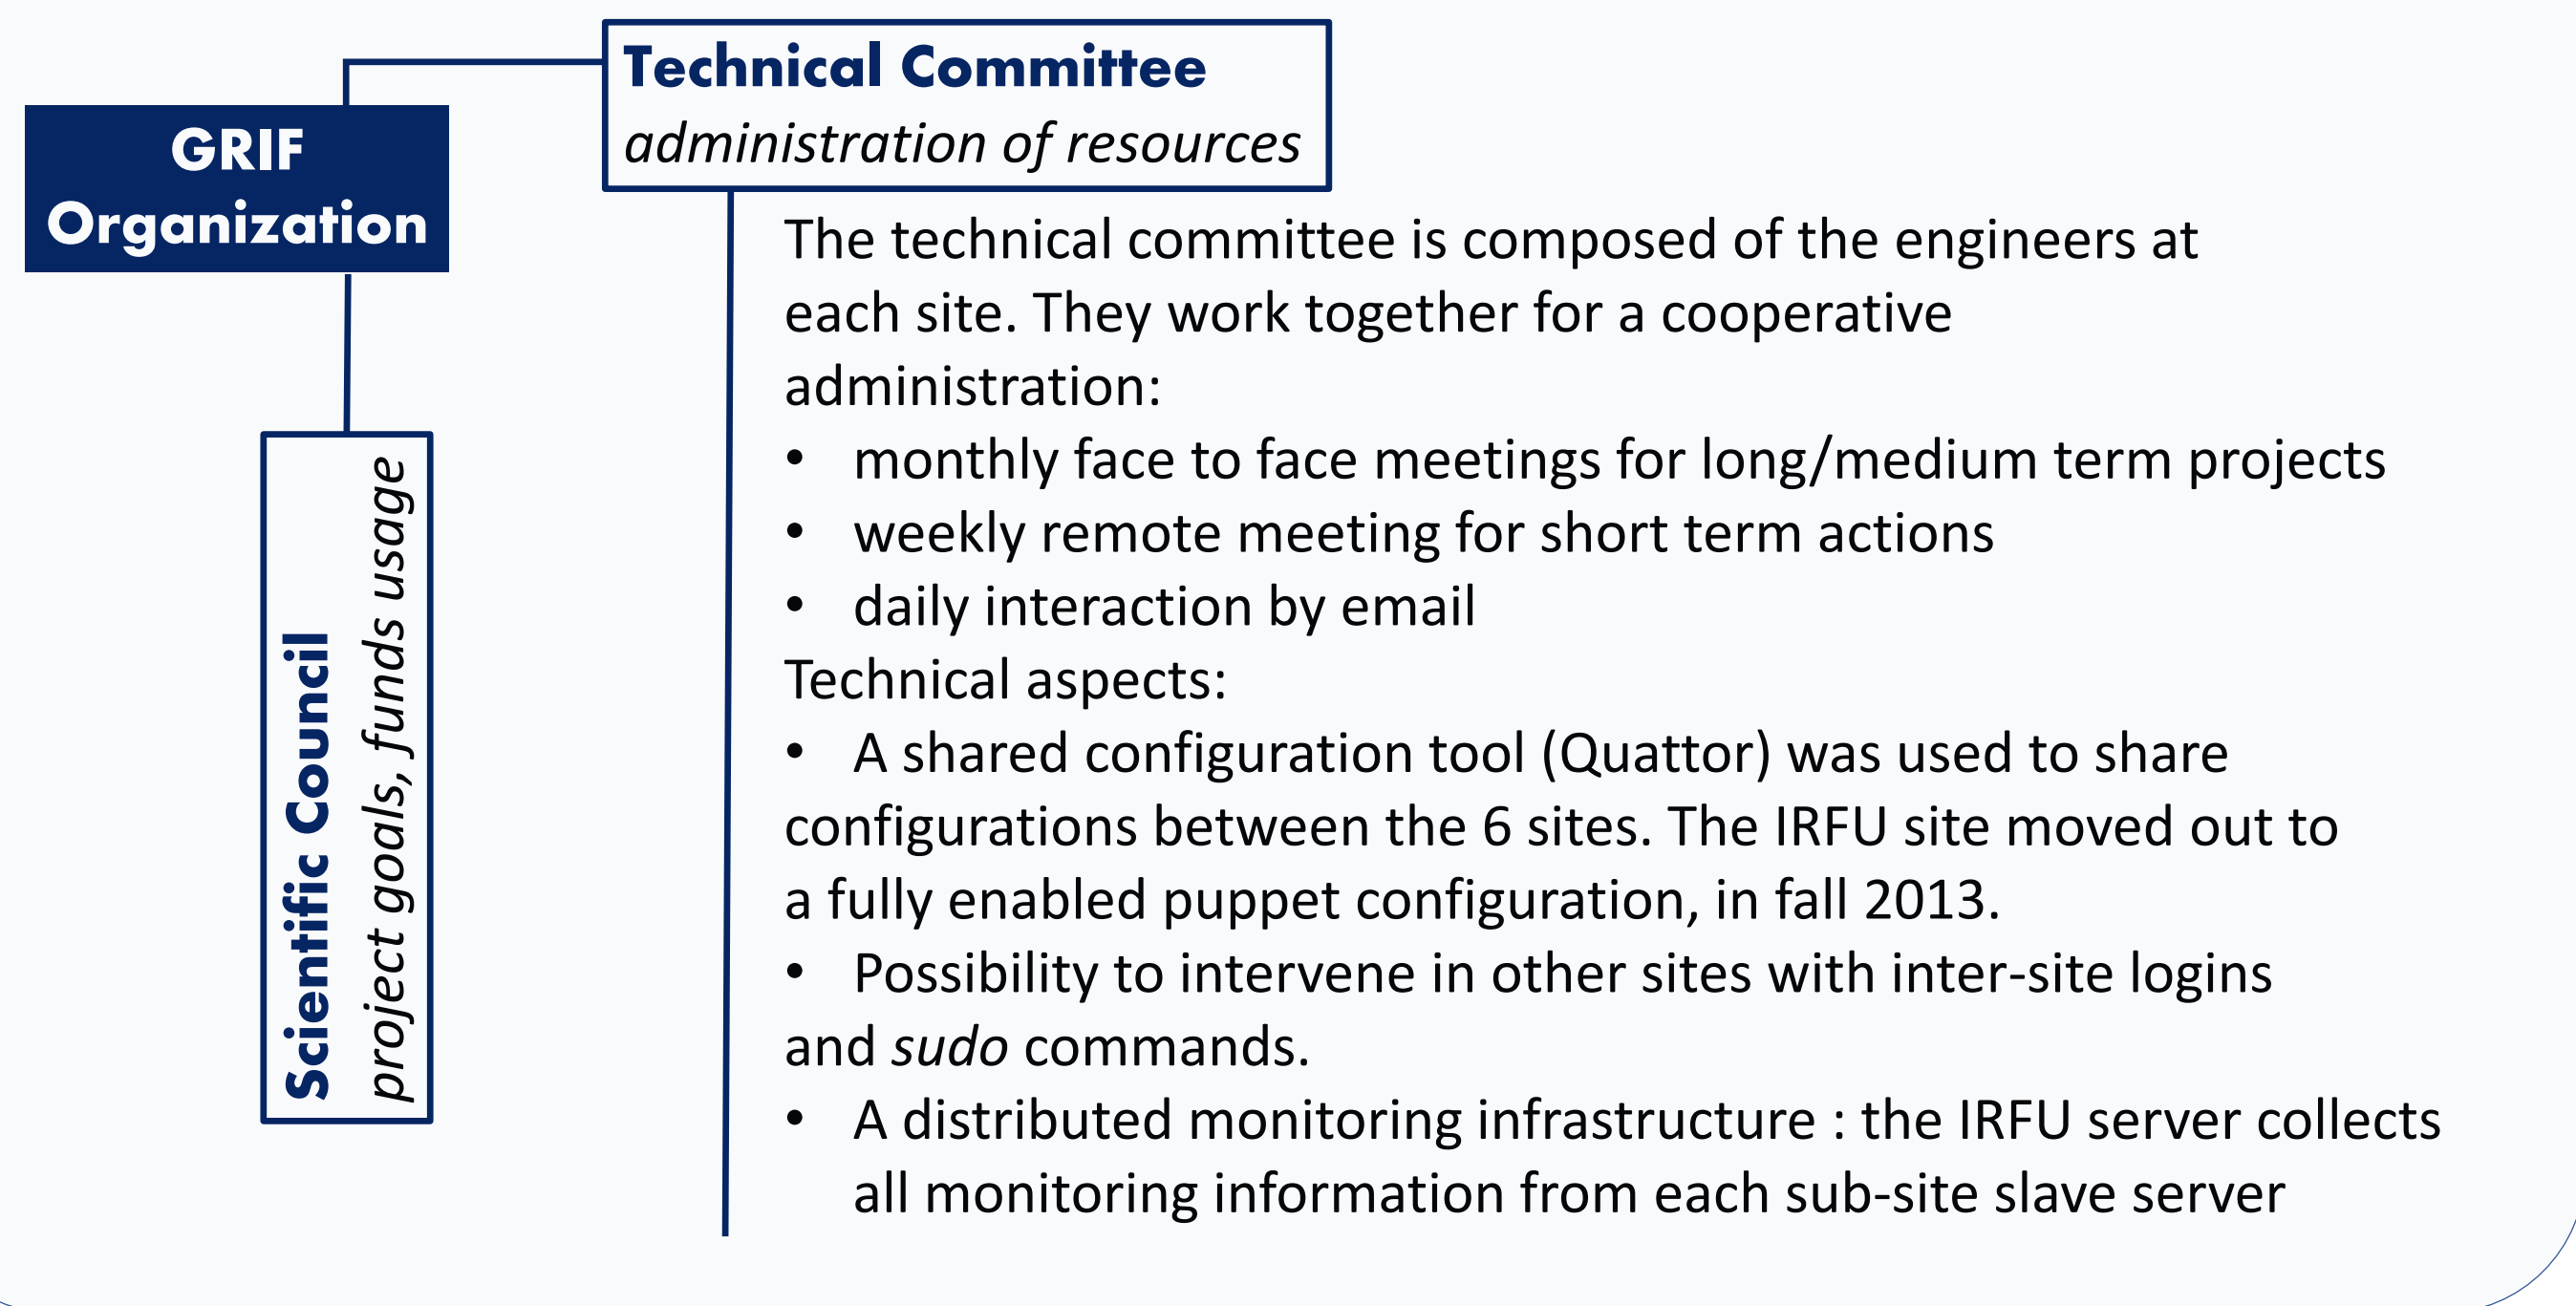 GRIF
Organization
Technical Committee
administration of resources
Scientific Council
project goals, funds usage
The technical committee is composed of the engineers at
each site. They work together for a cooperative
administration:
• monthly face to face meetings for long/medium term projects
• weekly remote meeting for short term actions
• daily interaction by email
Technical aspects:
• A shared configuration tool (Quattor) was used to share
configurations between the 6 sites. The IRFU site moved out to
a fully enabled puppet configuration, in fall 2013.
• Possibility to intervene in other sites with inter-site logins
and sudo commands.
• A distributed monitoring infrastructure : the IRFU server collects
all monitoring information from each sub-site slave server